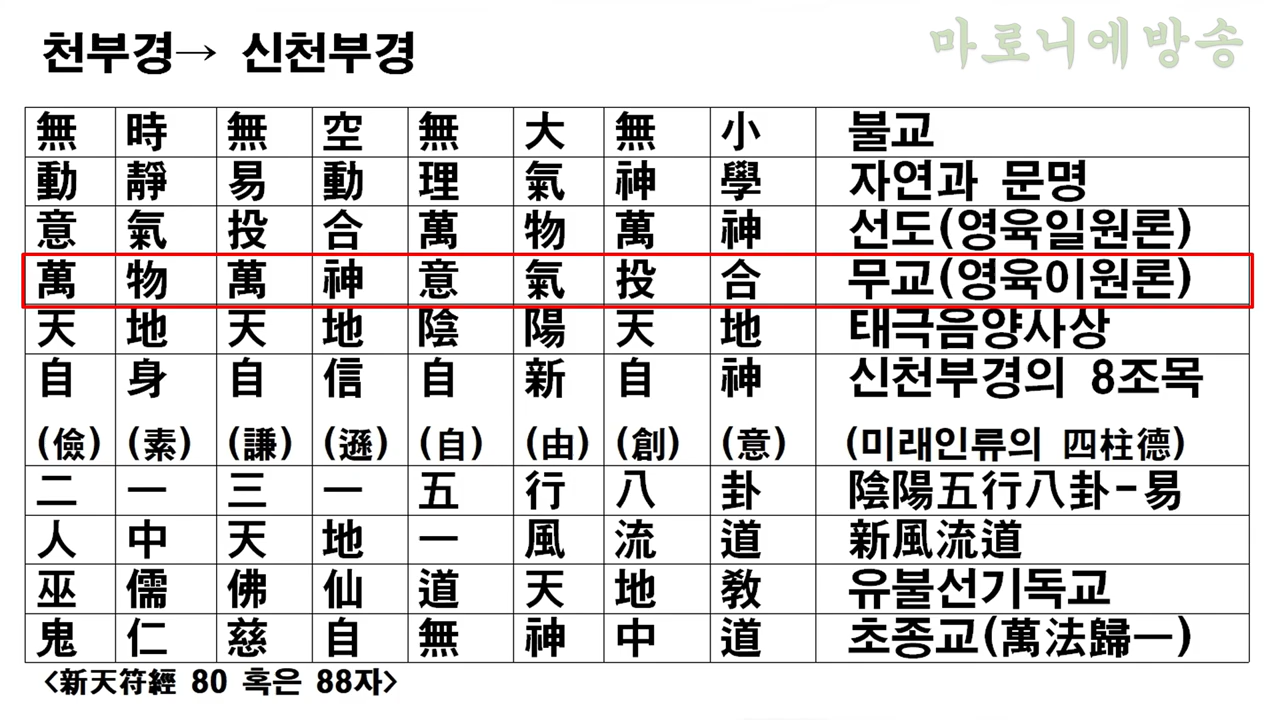 천부경→ 신천부경
마로니에방송
無 時 無 空 無 大 無 小 불교
動 靜 易 動 理 氣 神 學 자연과 문명
意 氣 投 合 萬 物 萬 神 선도(영육일원론)
萬 物 萬 神 意 氣 投 合 무교(영육이원론)
天 地 天 地 陰 陽 天 地 태극음양사상
自 身 自 信 自 新 自 神 신천부경의 8조목
(儉) (素) (謙) (遜) (自) (由) (創) (意) (미래인류의 四柱德)
二 一 三 一 五 行 八 卦 陰陽五行八卦-易
人 中 天 地 一 風 流 道 新風流道
巫 儒 佛 仙 道 天 地 敎 유불선기독교
鬼 仁 慈 自 無 神 中 道 초종교(萬法歸一)
<新天符經 80 혹은 88자>